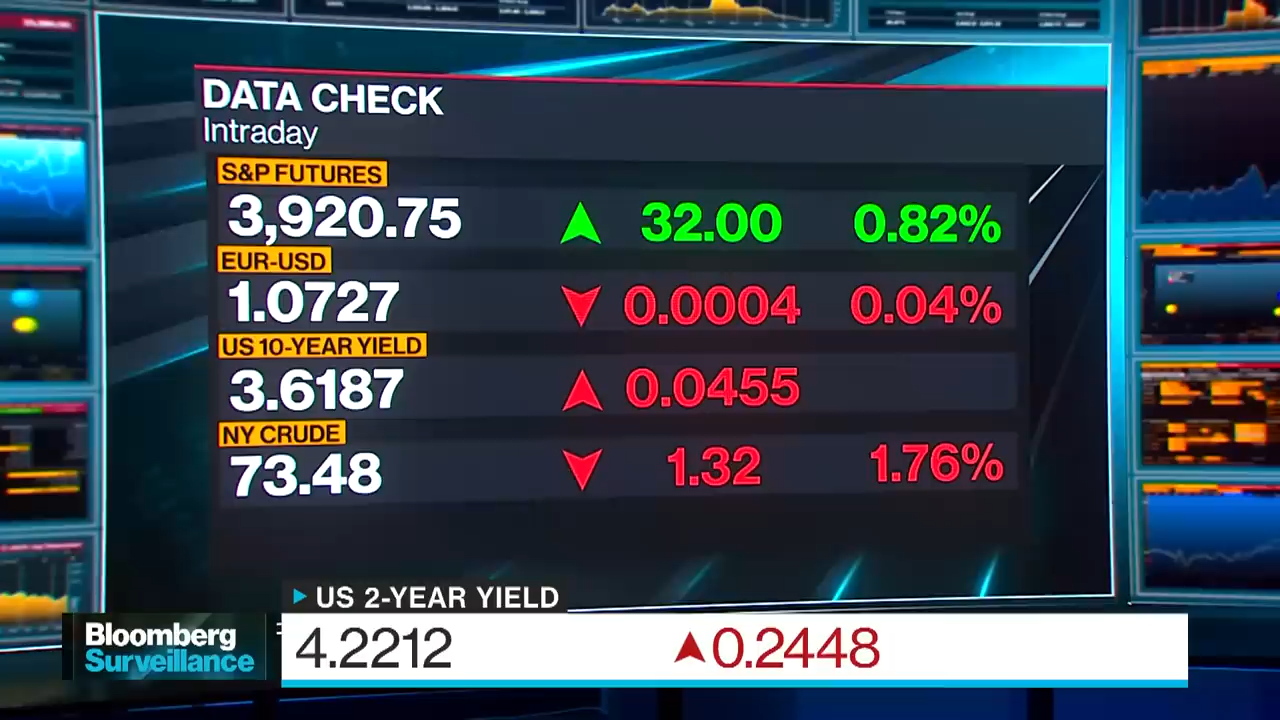 DATA CHECK
Intraday
S&P FUTURES
3,920.75 ▲ 32.00 0.82%
EUR-USD
1.0727 ▼ 0.0004 0.04%
US 10-YEAR YIELD
3.6187 ▲ 0.0455
NY CRUDE
73.48 ▼ 1.32 1.76%
US 2-YEAR YIELD
4.2212 ▲0.2448
Bloomberg
Surveillance